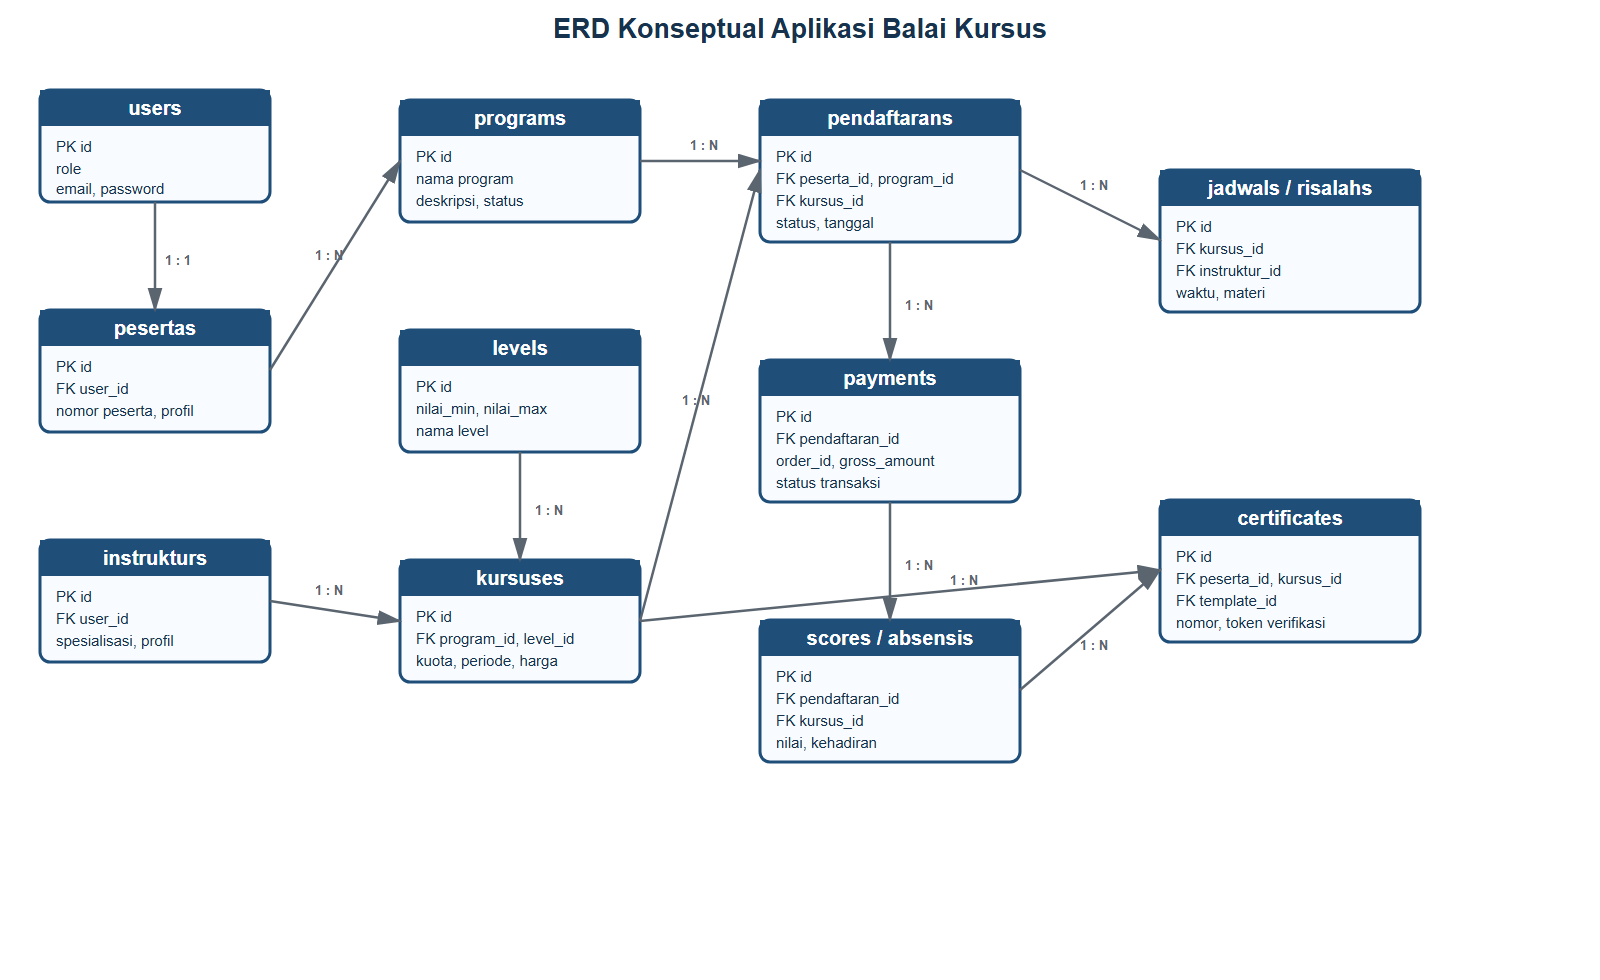 ERD Konseptual Aplikasi Balai Kursus
users
PK id
role
email, password
1 : 1
pesertas
PK id
FK user_id
nomor peserta, profil
1 : N
programs
PK id
nama program
deskripsi, status
1 : N
levels
PK id
nilai_min, nilai_max
nama level
1 : N
instrukturs
PK id
FK user_id
spesialisasi, profil
1 : N
kursuses
PK id
FK program_id, level_id
kuota, periode, harga
1 : N
pendaftarans
PK id
FK peserta_id, program_id
FK kursus_id
status, tanggal
1 : N
jadwals / risalahs
PK id
FK kursus_id
FK instruktur_id
waktu, materi
1 : N
payments
PK id
FK pendaftaran_id
order_id, gross_amount
status transaksi
1 : N
1 : N
scores / absensis
PK id
FK pendaftaran_id
FK kursus_id
nilai, kehadiran
1 : N
certificates
PK id
FK peserta_id, kursus_id
FK template_id
nomor, token verifikasi